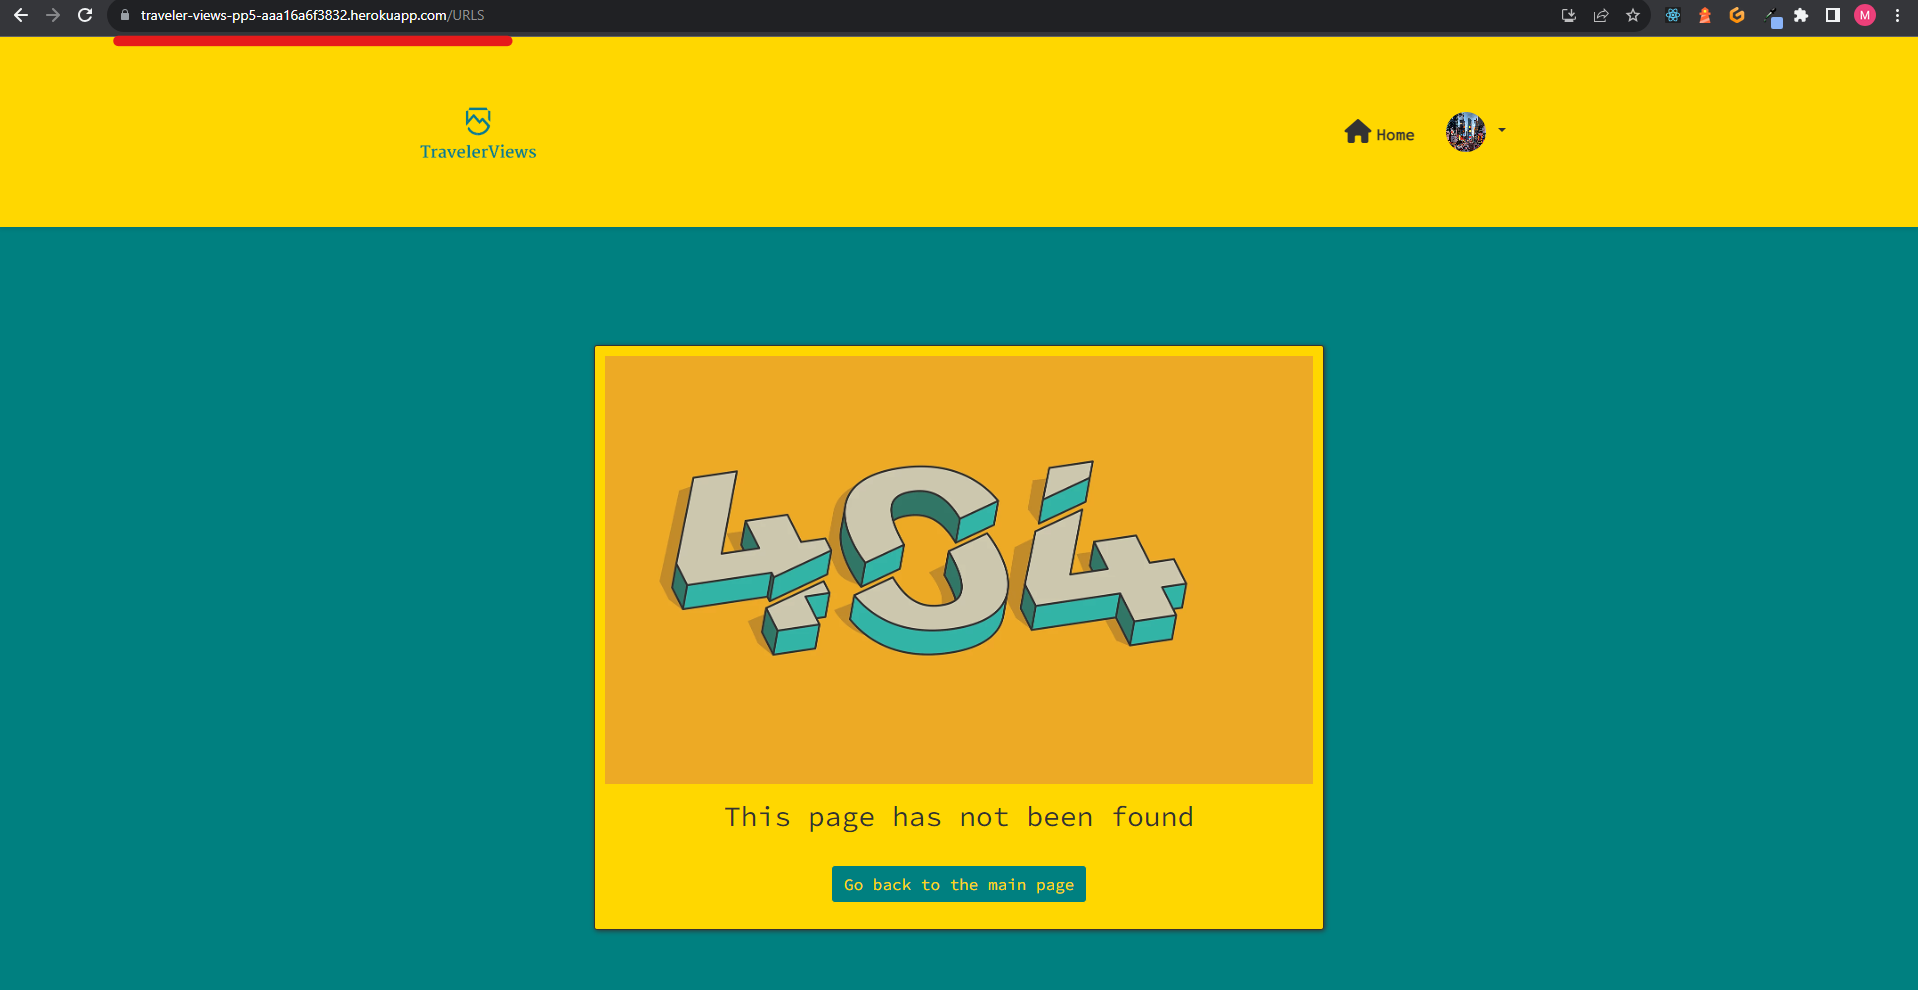 traveler-views-pp5-aaa16a6f3832.herokuapp.com/URLS
M
TravelerViews
Home
404
This page has not been found
Go back to the main page